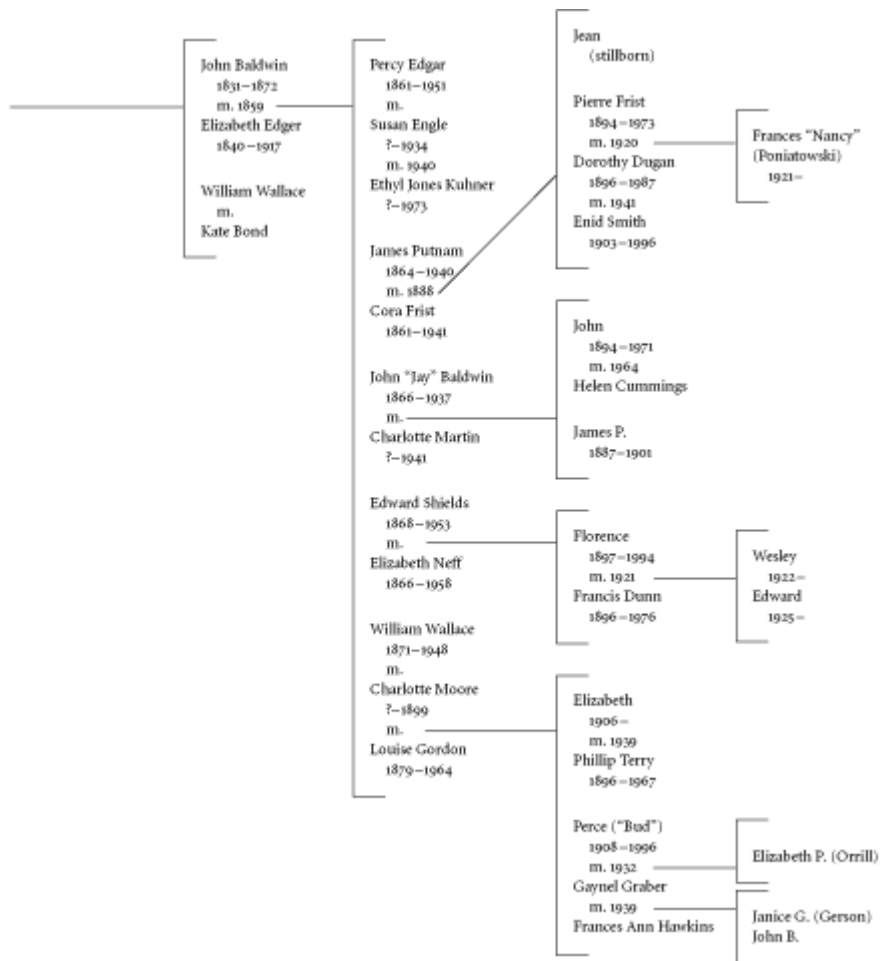 John Baldwin
1831–1872
m. 1859
Elizabeth Edger
1840–1917
William Wallace
m.
Kate Bond
Percy Edgar
1861–1951
m.
Susan Engle
?–1934
m. 1940
Ethyl Jones Kuhner
?–1973
James Putnam
1864–1940
m. 1888
Cora Frist
1861–1941
John “Jay” Baldwin
1866–1937
m.
Charlotte Martin
?–1941
Edward Shields
1868–1953
m.
Elizabeth Neff
1866–1958
William Wallace
1871–1948
m.
Charlotte Moore
?–1899
m.
Louise Gordon
1879–1964
Jean
(stillborn)
Pierre Frist
1894–1973
m. 1920
Dorothy Dugan
1896–1987
m. 1941
Enid Smith
1903–1996
John
1894–1971
m. 1964
Helen Cummings
James P.
1887–1901
Florence
1897–1994
m. 1921
Francis Dunn
1896–1976
Elizabeth
1906–
m. 1939
Phillip Terry
1896–1967
Perce (“Bud”)
1908–1996
m. 1932
Gaynel Graber
m. 1939
Frances Ann Hawkins
Frances “Nancy”
(Poniatowski)
1921–
Wesley
1922–
Edward
1925–
Elizabeth P. (Orrill)
Janice G. (Gerson)
John B.